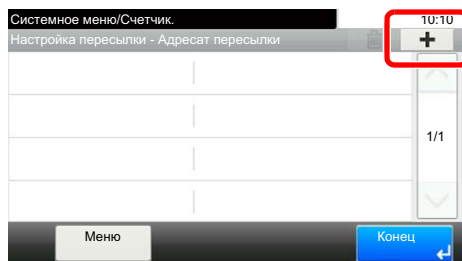 Системное меню/Счетчик.
10:10
Настройка пересылки - Адресат пересылки
+
1/1
Меню
Конец